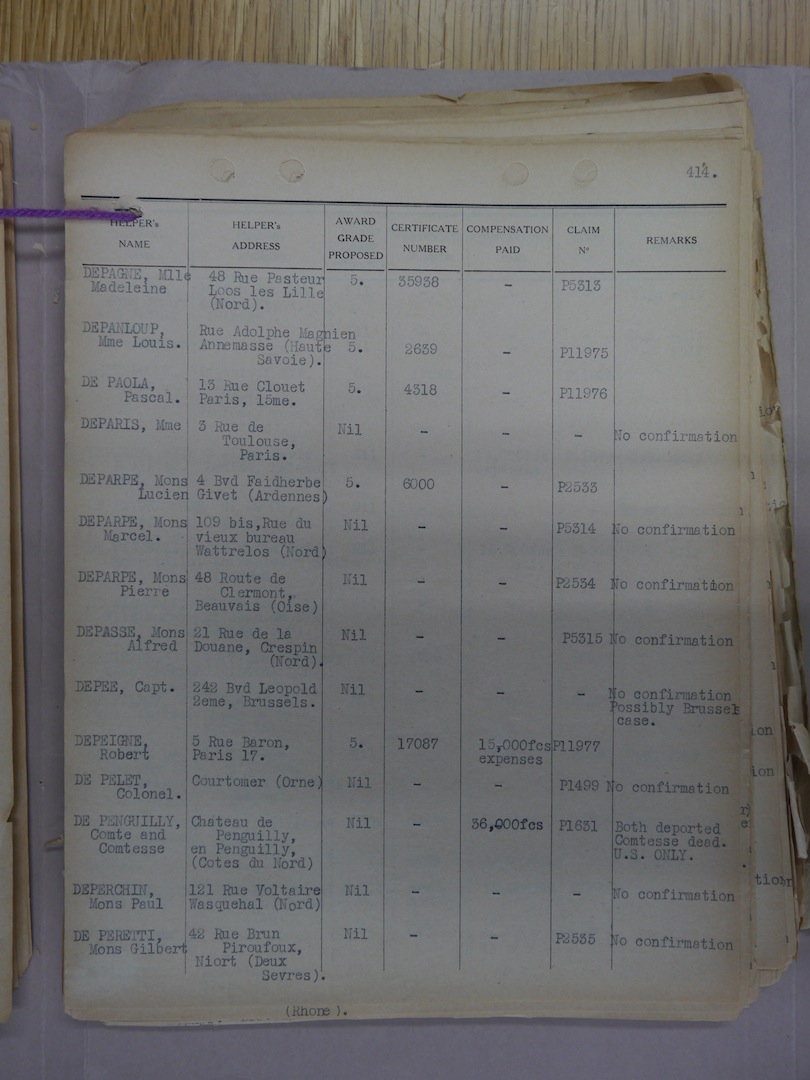 414.
HELPER's NAME HELPER's ADDRESS AWARD GRADE PROPOSED CERTIFICATE NUMBER COMPENSATION PAID CLAIM Nº REMARKS
DEPAGNE, Mlle 48 Rue Pasteur 5. 35938 - P5313
Madeleine Loos les Lille
(Nord).
DEPANLOUP, Rue Adolphe Magnien
Mme Louis. Annemasse (Haute 5. 2639 - P11975
Savoie).
DE PAOLA, 13 Rue Clouet 5. 4318 - P11976
Pascal. Paris, 15me.
DEPARIS, Mme 3 Rue de Nil - - - No confirmation
Toulouse,
Paris.
DEPARPE, Mons 4 Bvd Faidherbe 5. 6000 - P2533
Lucien Givet (Ardennes)
DEPARPE, Mons 109 bis,Rue du Nil - - P5314 No confirmation
Marcel. vieux bureau
Wattrelos (Nord)
DEPARPE, Mons 48 Route de Nil - - P2534 No confirmation
Pierre Clermont,
Beauvais (Oise)
DEPASSE, Mons 21 Rue de la Nil - - P5315 No confirmation
Alfred Douane, Crespin
(Nord).
DEPEE, Capt. 242 Bvd Leopold Nil - - - No confirmation
2eme, Brussels. Possibly Brussels
case.
DEPEIGNE, 5 Rue Baron, 5. 17087 15,000fcs P11977
Robert Paris 17. expenses
DE PELET, Courtomer (Orne) Nil - - P1499 No confirmation
Colonel.
DE PENGUILLY, Chateau de Nil - 36,000fcs P1631 Both deported
Comte and Penguilly, Comtesse dead.
Comtesse en Penguilly, U.S. ONLY.
(Cotes du Nord)
DEPERCHIN, 121 Rue Voltaire Nil - - - No confirmation
Mons Paul Wasquehal (Nord)
DE PERETTI, 42 Rue Brun Nil - - P2535 No confirmation
Mons Gilbert Piroufoux,
Niort (Deux
Sevres).
(Rhone ).